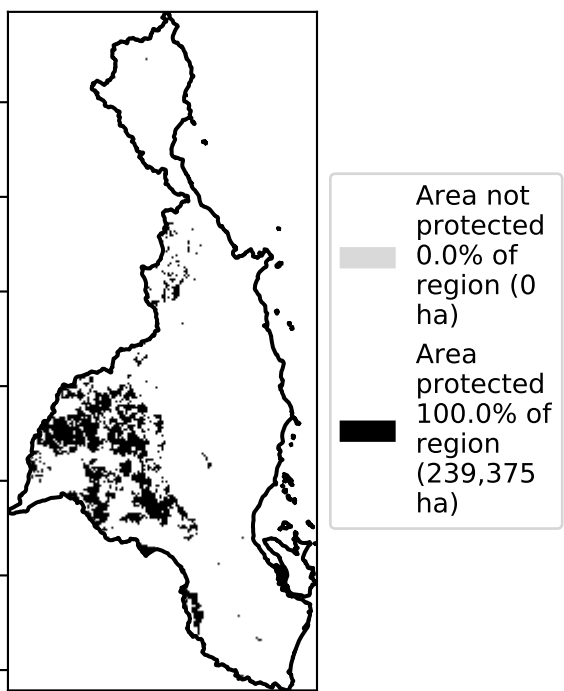 Area not
protected
0.0% of
region (0
ha)
Area
protected
100.0% of
region
(239,375
ha)